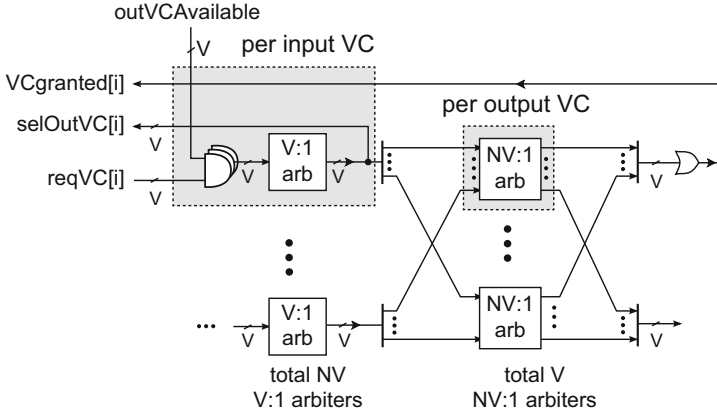 outVCAvailable
V
per input VC
VCgranted[i]
per output VC
selOutVC[i]
V
V:1
arb
NV:1
arb
V
V
V
reqVC[i]
V
V:1
arb
NV:1
arb
V
V
V
total NV
V:1 arbiters
total V
NV:1 arbiters